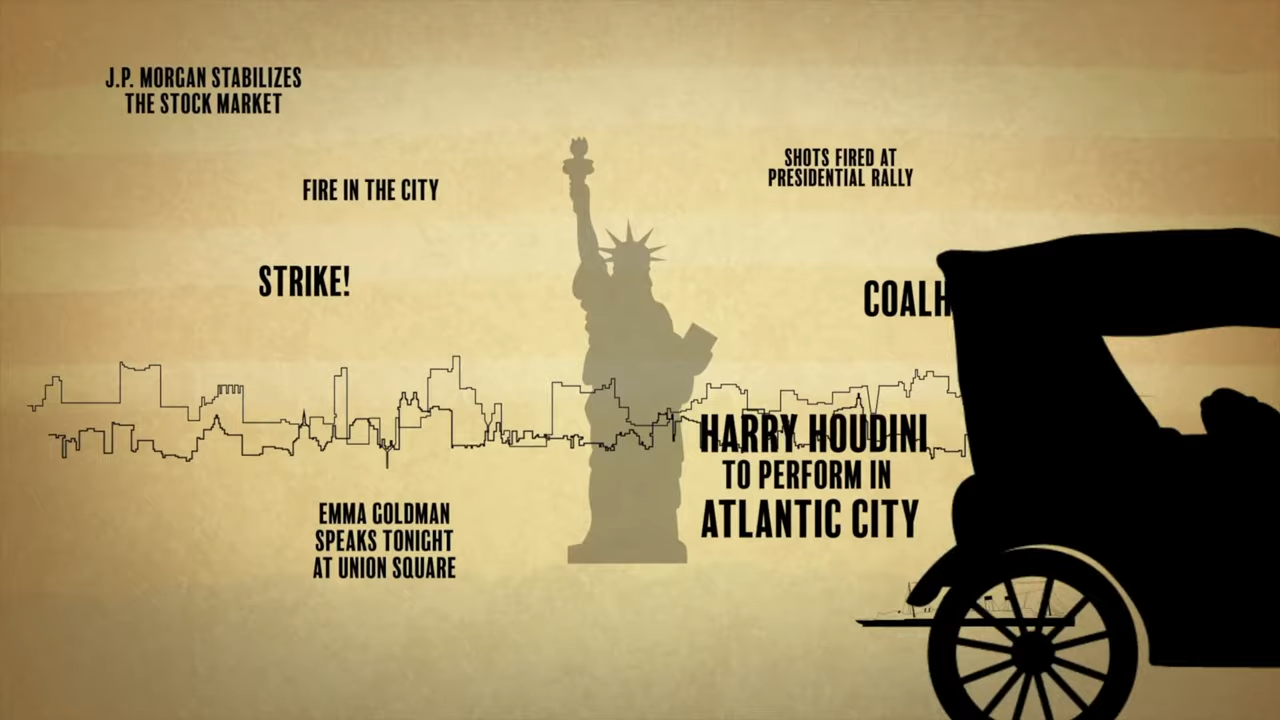 J.P. MORGAN STABILIZES
THE STOCK MARKET
SHOTS FIRED AT
PRESIDENTIAL RALLY
FIRE IN THE CITY
STRIKE!
COALH
HARRY HOUDINI
TO PERFORM IN
ATLANTIC CITY
EMMA GOLDMAN
SPEAKS TONIGHT
AT UNION SQUARE